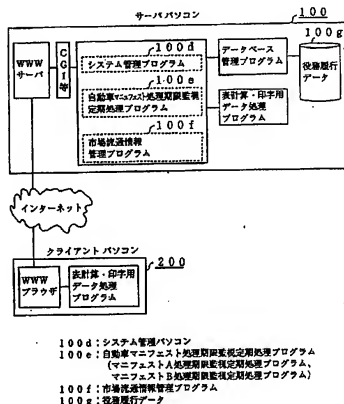 サーバパソコン
100
WWW
サーバ
CGI等
100d
システム管理プログラム
100e
自動車マニュフェスト処理期限監視
定期処理プログラム
100f
市場流通情報
管理プログラム
データベース
管理プログラム
表計算・印字用
データ処理
プログラム
100g
役務履行
データ
インターネット
クライアントパソコン
200
WWW
ブラウザ
表計算・印字用
データ処理
プログラム
100d:システム管理パソコン
100e:自動車マニフェスト処理期限監視定期処理プログラム
(マニフェストA処理期限監視定期処理プログラム、
マニフェストB処理期限監視定期処理プログラム)
100f:市場流通情報管理プログラム
100g:役務履行データ